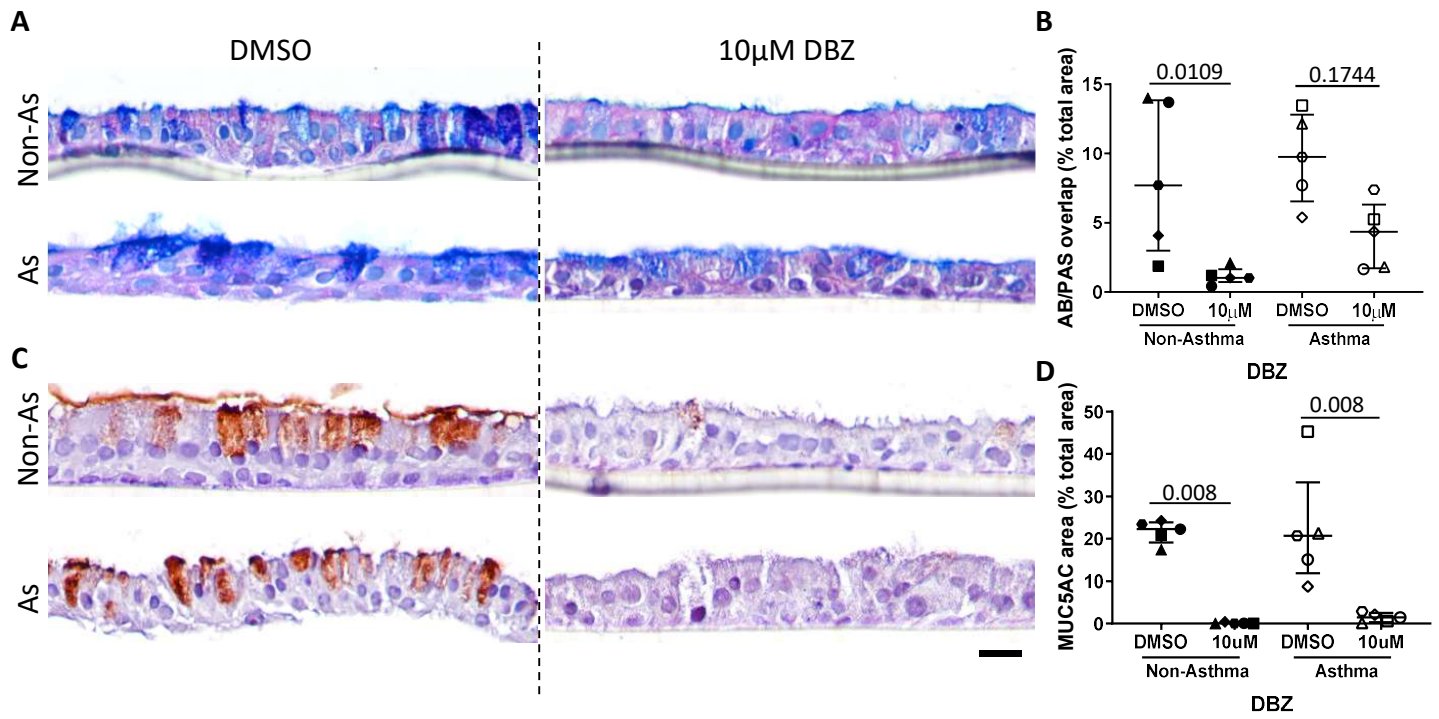 A
DMSO
10µM DBZ
Non-As
As
B
AB/PAS overlap (% total area)
15
10
5
0
0.0109
0.1744
DMSO
10µM
DMSO
10µM
Non-Asthma
Asthma
DBZ
C
Non-As
As
D
MUC5AC area (% total area)
50
40
30
20
10
0
0.008
0.008
DMSO
10uM
DMSO
10uM
Non-Asthma
Asthma
DBZ